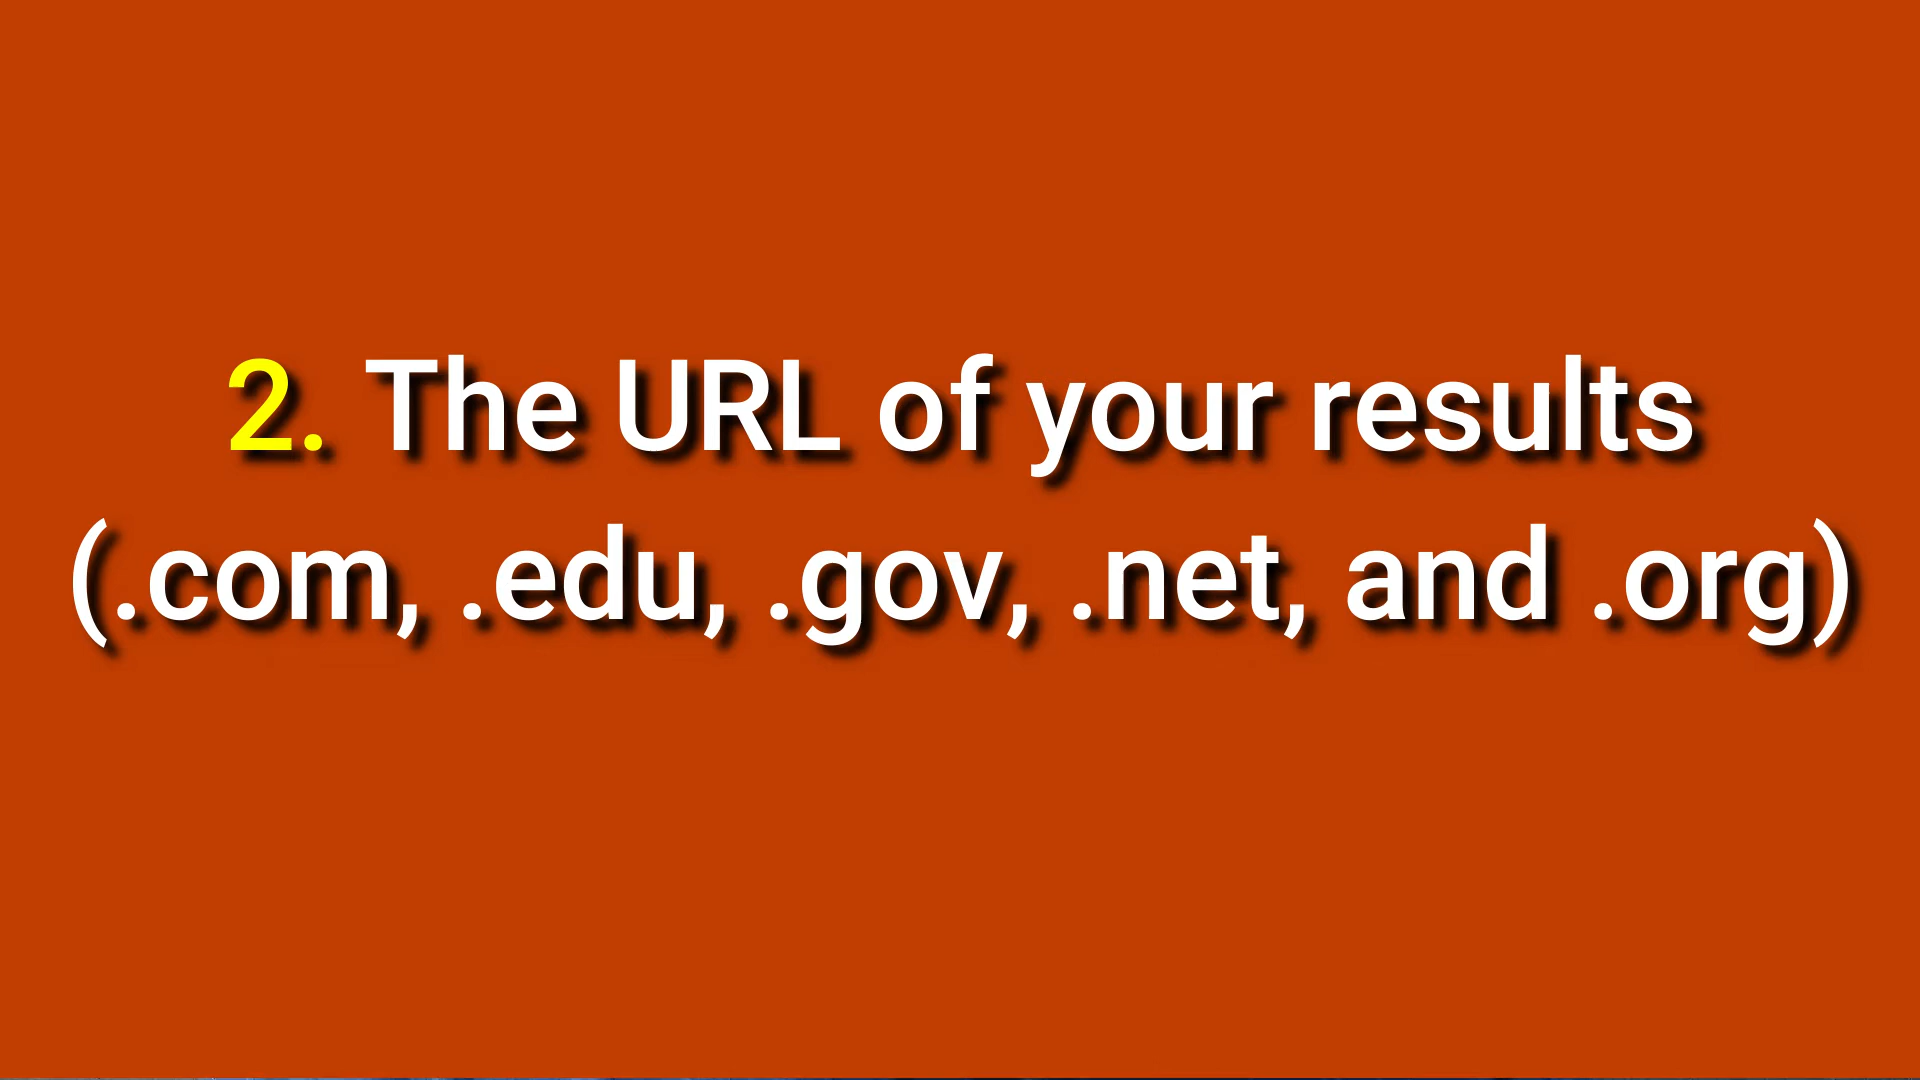 2. The URL of your results
(.com, .edu, .gov, .net, and .org)